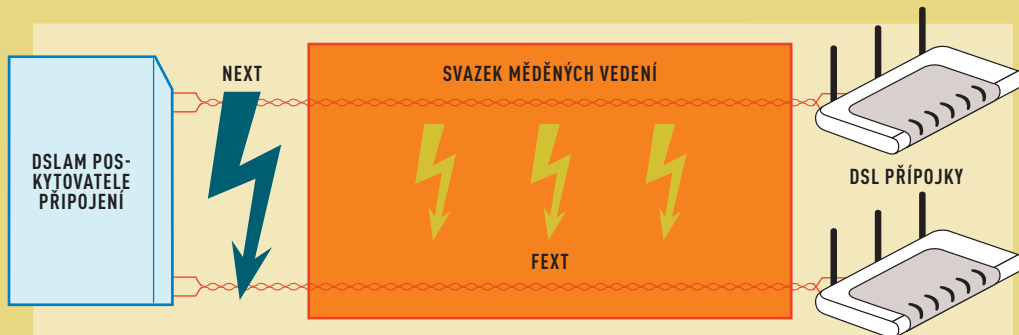 NEXT
SVAZEK MĚDĚNÝCH VEDENÍ
DSLAM POS-
KYTOVATELE
PŘIPOJENÍ
DSL PŘÍPOJKY
FEXT